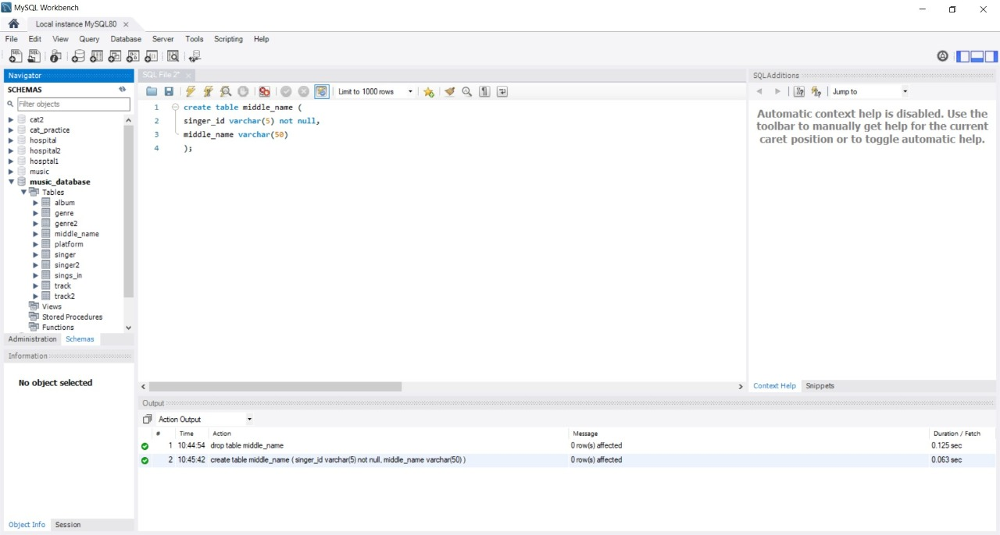 MySQL Workbench
Local instance MySQL80
File Edit View Query Database Server Tools Scripting Help
Navigator
SCHEMAS
Filter objects
cat2
cat_practice
hospital
hospital2
hosptal1
music
music_database
Tables
album
genre
genre2
middle_name
platform
singer
singer2
sings_in
track
track2
Views
Stored Procedures
Functions
Administration Schemas
Information
No object selected
Object Info Session
SQL File 2*
Limit to 1000 rows
1 create table middle_name (
2 singer_id varchar(5) not null,
3 middle_name varchar(50)
4 );
SQLAdditions
Jump to
Automatic context help is disabled. Use the
toolbar to manually get help for the current
caret position or to toggle automatic help.
Context Help Snippets
Output
Action Output
# Time Action Message Duration / Fetch
1 10:44:54 drop table middle_name 0 row(s) affected 0.125 sec
2 10:45:42 create table middle_name ( singer_id varchar(5) not null, middle_name varchar(50) ) 0 row(s) affected 0.063 sec